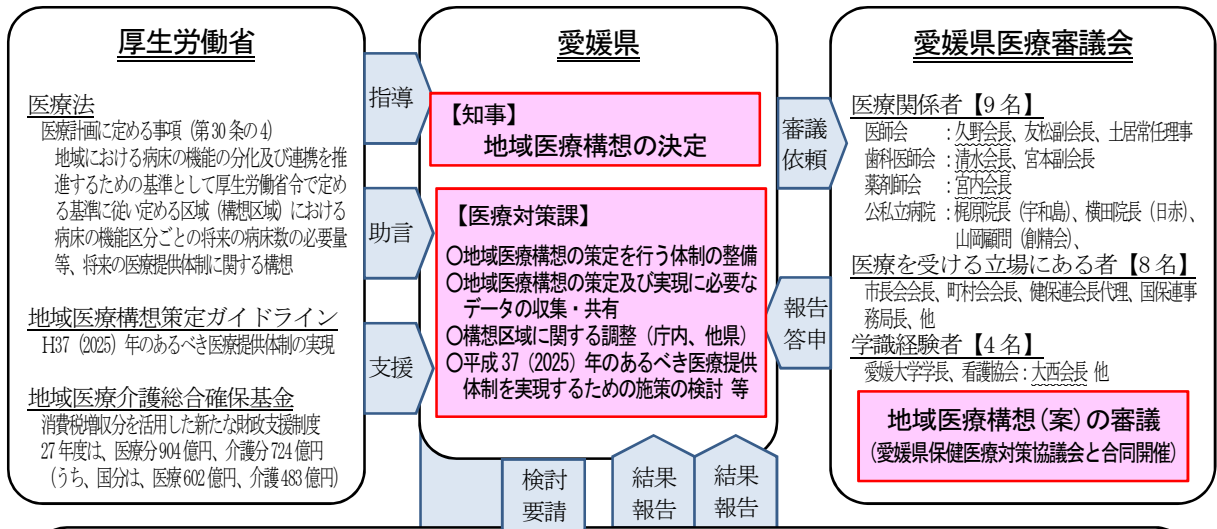 厚生労働省
医療法
医療計画に定める事項（第30条の4）
地域における病床の機能の分化及び連携を推
進するための基準として厚生労働省令で定め
る基準に従い定める区域（構想区域）における
病床の機能区分ごとの将来の病床数の必要量
等、将来の医療提供体制に関する構想
地域医療構想策定ガイドライン
H37（2025）年のあるべき医療提供体制の実現
地域医療介護総合確保基金
消費税増収分を活用した新たな財政支援制度
27年度は、医療分904億円、介護分724億円
（うち、国分は、医療602億円、介護483億円）
指導
助言
支援
愛媛県
【知事】
地域医療構想の決定
【医療対策課】
〇地域医療構想の策定を行う体制の整備
〇地域医療構想の策定及び実現に必要な
データの収集・共有
〇構想区域に関する調整（庁内、他県）
〇平成37（2025）年のあるべき医療提供
体制を実現するための施策の検討 等
検討
要請
結果
報告
結果
報告
審議
依頼
報告
答申
愛媛県医療審議会
医療関係者【9名】
医師会　：久野会長、友松副会長、土居常任理事
歯科医師会：清水会長、宮本副会長
薬剤師会：宮内会長
公私立病院：梶原院長（宇和島）、横田院長（日赤）、
山岡顧問（創精会）、
医療を受ける立場にある者【8名】
市長会会長、町村会会長、健保連会長代理、国保連事
務局長、他
学識経験者【4名】
愛媛大学学長、看護協会：大西会長 他
地域医療構想（案）の審議
（愛媛県保健医療対策協議会と合同開催）